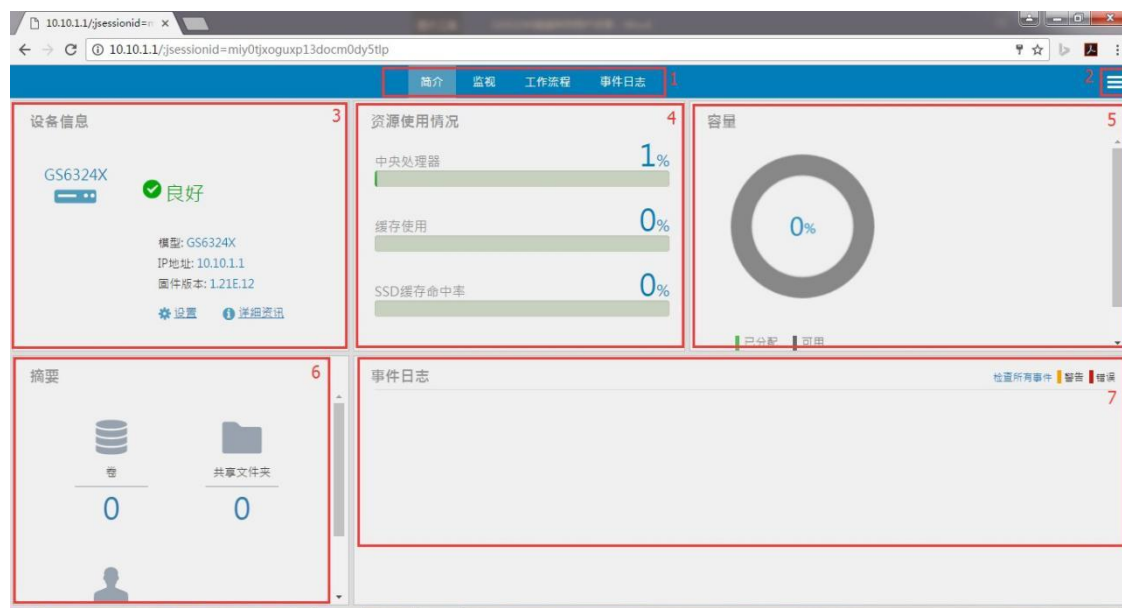 10.10.1.1/;jsessionid=m
10.10.1.1/;jsessionid=mly0tjxoguxp13docm0dy5tlp
简介 监视 工作流程 事件日志 1
2
设备信息 3
GS6324X
良好
模型: GS6324X
IP地址: 10.10.1.1
固件版本: 1.21E.12
设置 详细资讯
资源使用情况 4
中央处理器 1%
缓存使用 0%
SSD缓存命中率 0%
容量 5
0%
已分配 可用
摘要 6
卷 共享文件夹
0 0
事件日志
检查所有事件 警告 错误
7